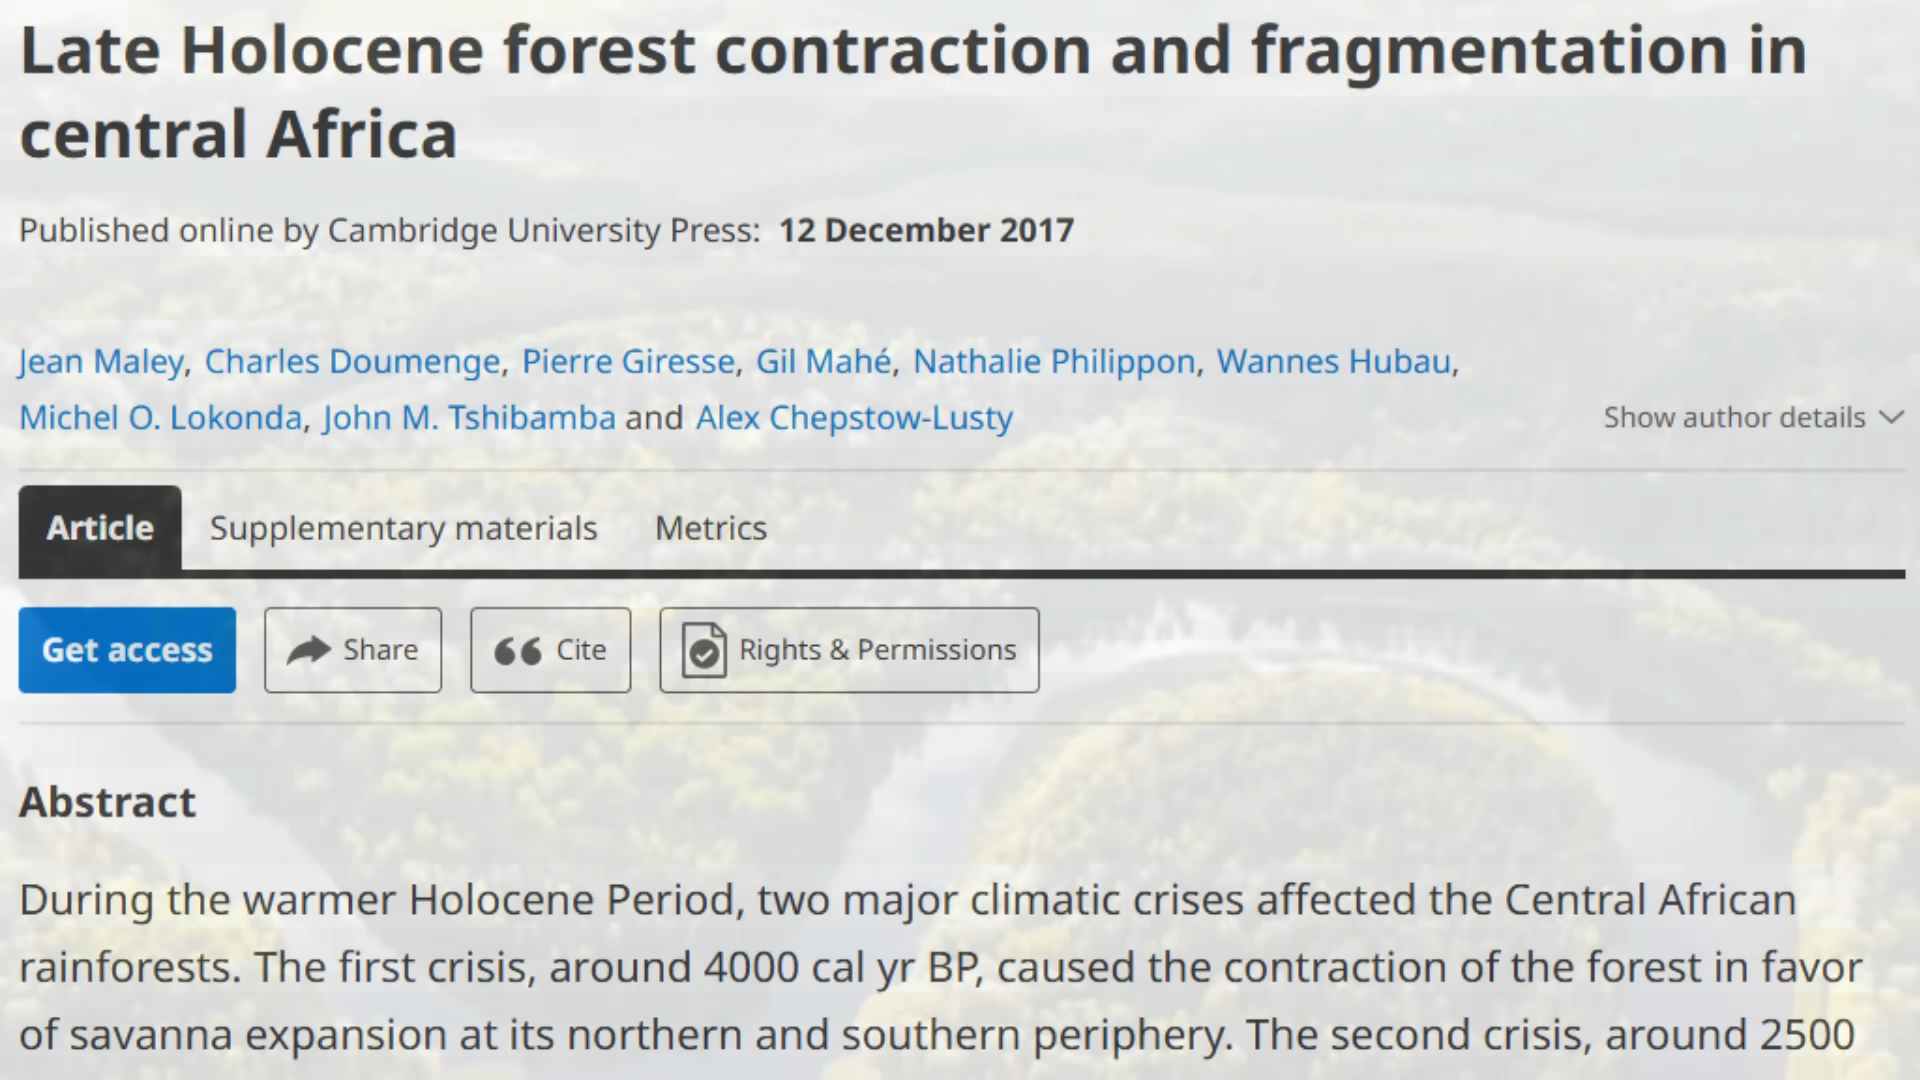 Late Holocene forest contraction and fragmentation in
central Africa
Published online by Cambridge University Press: 12 December 2017
Jean Maley, Charles Doumenge, Pierre Giresse, Gil Mahé, Nathalie Philippon, Wannes Hubau,
Michel O. Lokonda, John M. Tshibamba and Alex Chepstow-Lusty
Show author details
Article Supplementary materials Metrics
Get access Share Cite Rights & Permissions
Abstract
During the warmer Holocene Period, two major climatic crises affected the Central African
rainforests. The first crisis, around 4000 cal yr BP, caused the contraction of the forest in favor
of savanna expansion at its northern and southern periphery. The second crisis, around 2500